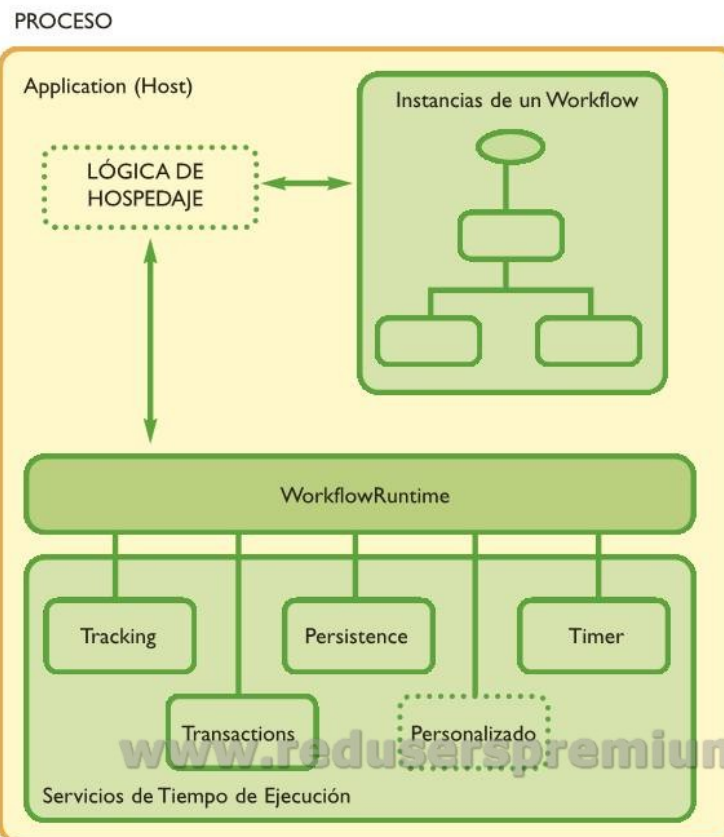 PROCESO
Application (Host)
Instancias de un Workflow
LÓGICA DE
HOSPEDAJE
WorkflowRuntime
Tracking
Persistence
Timer
Transactions
Personalizado
www.reduserspremium
Servicios de Tiempo de Ejecución